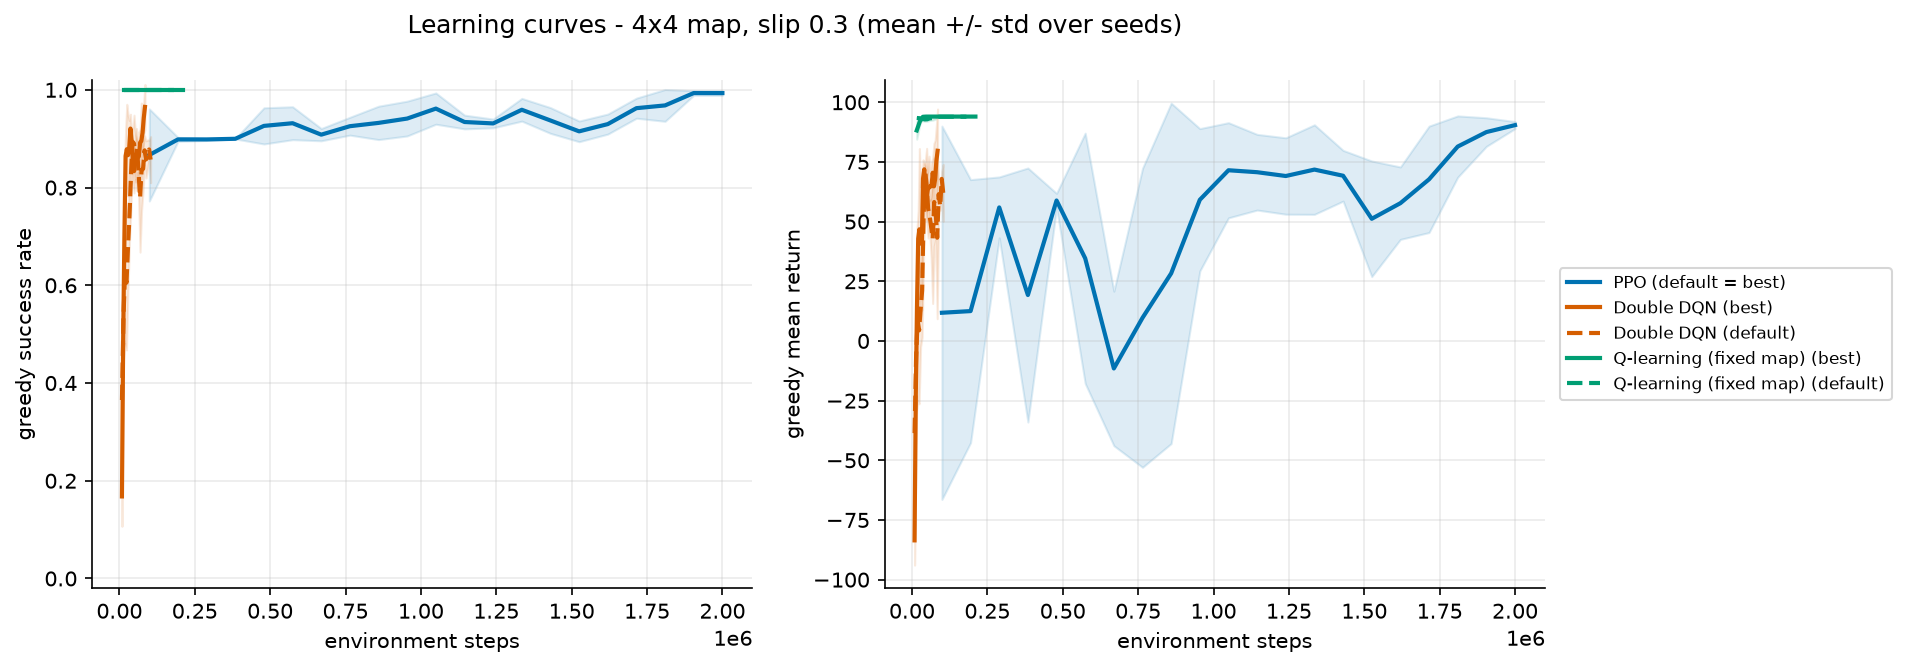 Learning curves - 4x4 map, slip 0.3 (mean +/- std over seeds)
greedy success rate
1.0
0.8
0.6
0.4
0.2
0.0
0.00 0.25 0.50 0.75 1.00 1.25 1.50 1.75 2.00
1e6
environment steps
greedy mean return
100
75
50
25
0
−25
−50
−75
−100
0.00 0.25 0.50 0.75 1.00 1.25 1.50 1.75 2.00
1e6
environment steps
PPO (default = best)
Double DQN (best)
Double DQN (default)
Q-learning (fixed map) (best)
Q-learning (fixed map) (default)